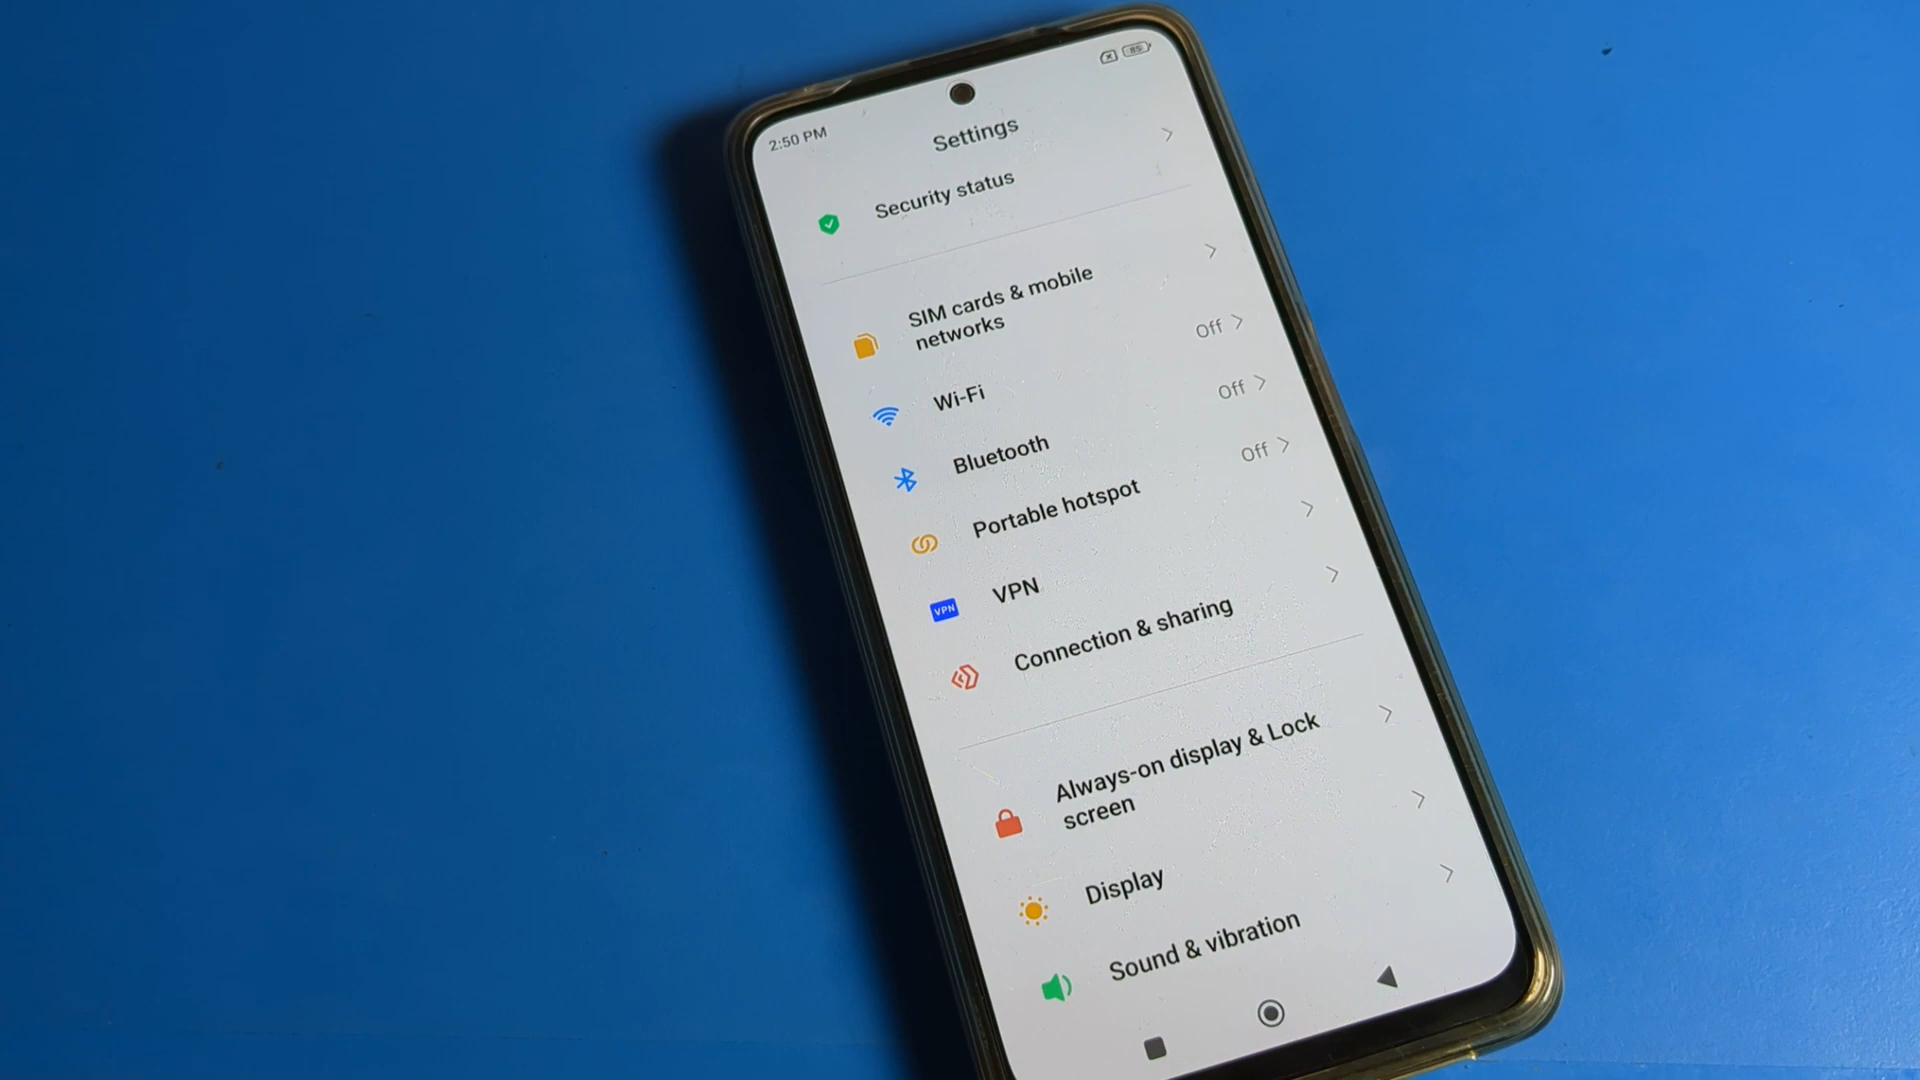 2:50 PM
85
Settings
Security status
SIM cards & mobile
networks
Wi-Fi
Off
Bluetooth
Off
Portable hotspot
Off
VPN
VPN
Connection & sharing
Always-on display & Lock
screen
Display
Sound & vibration